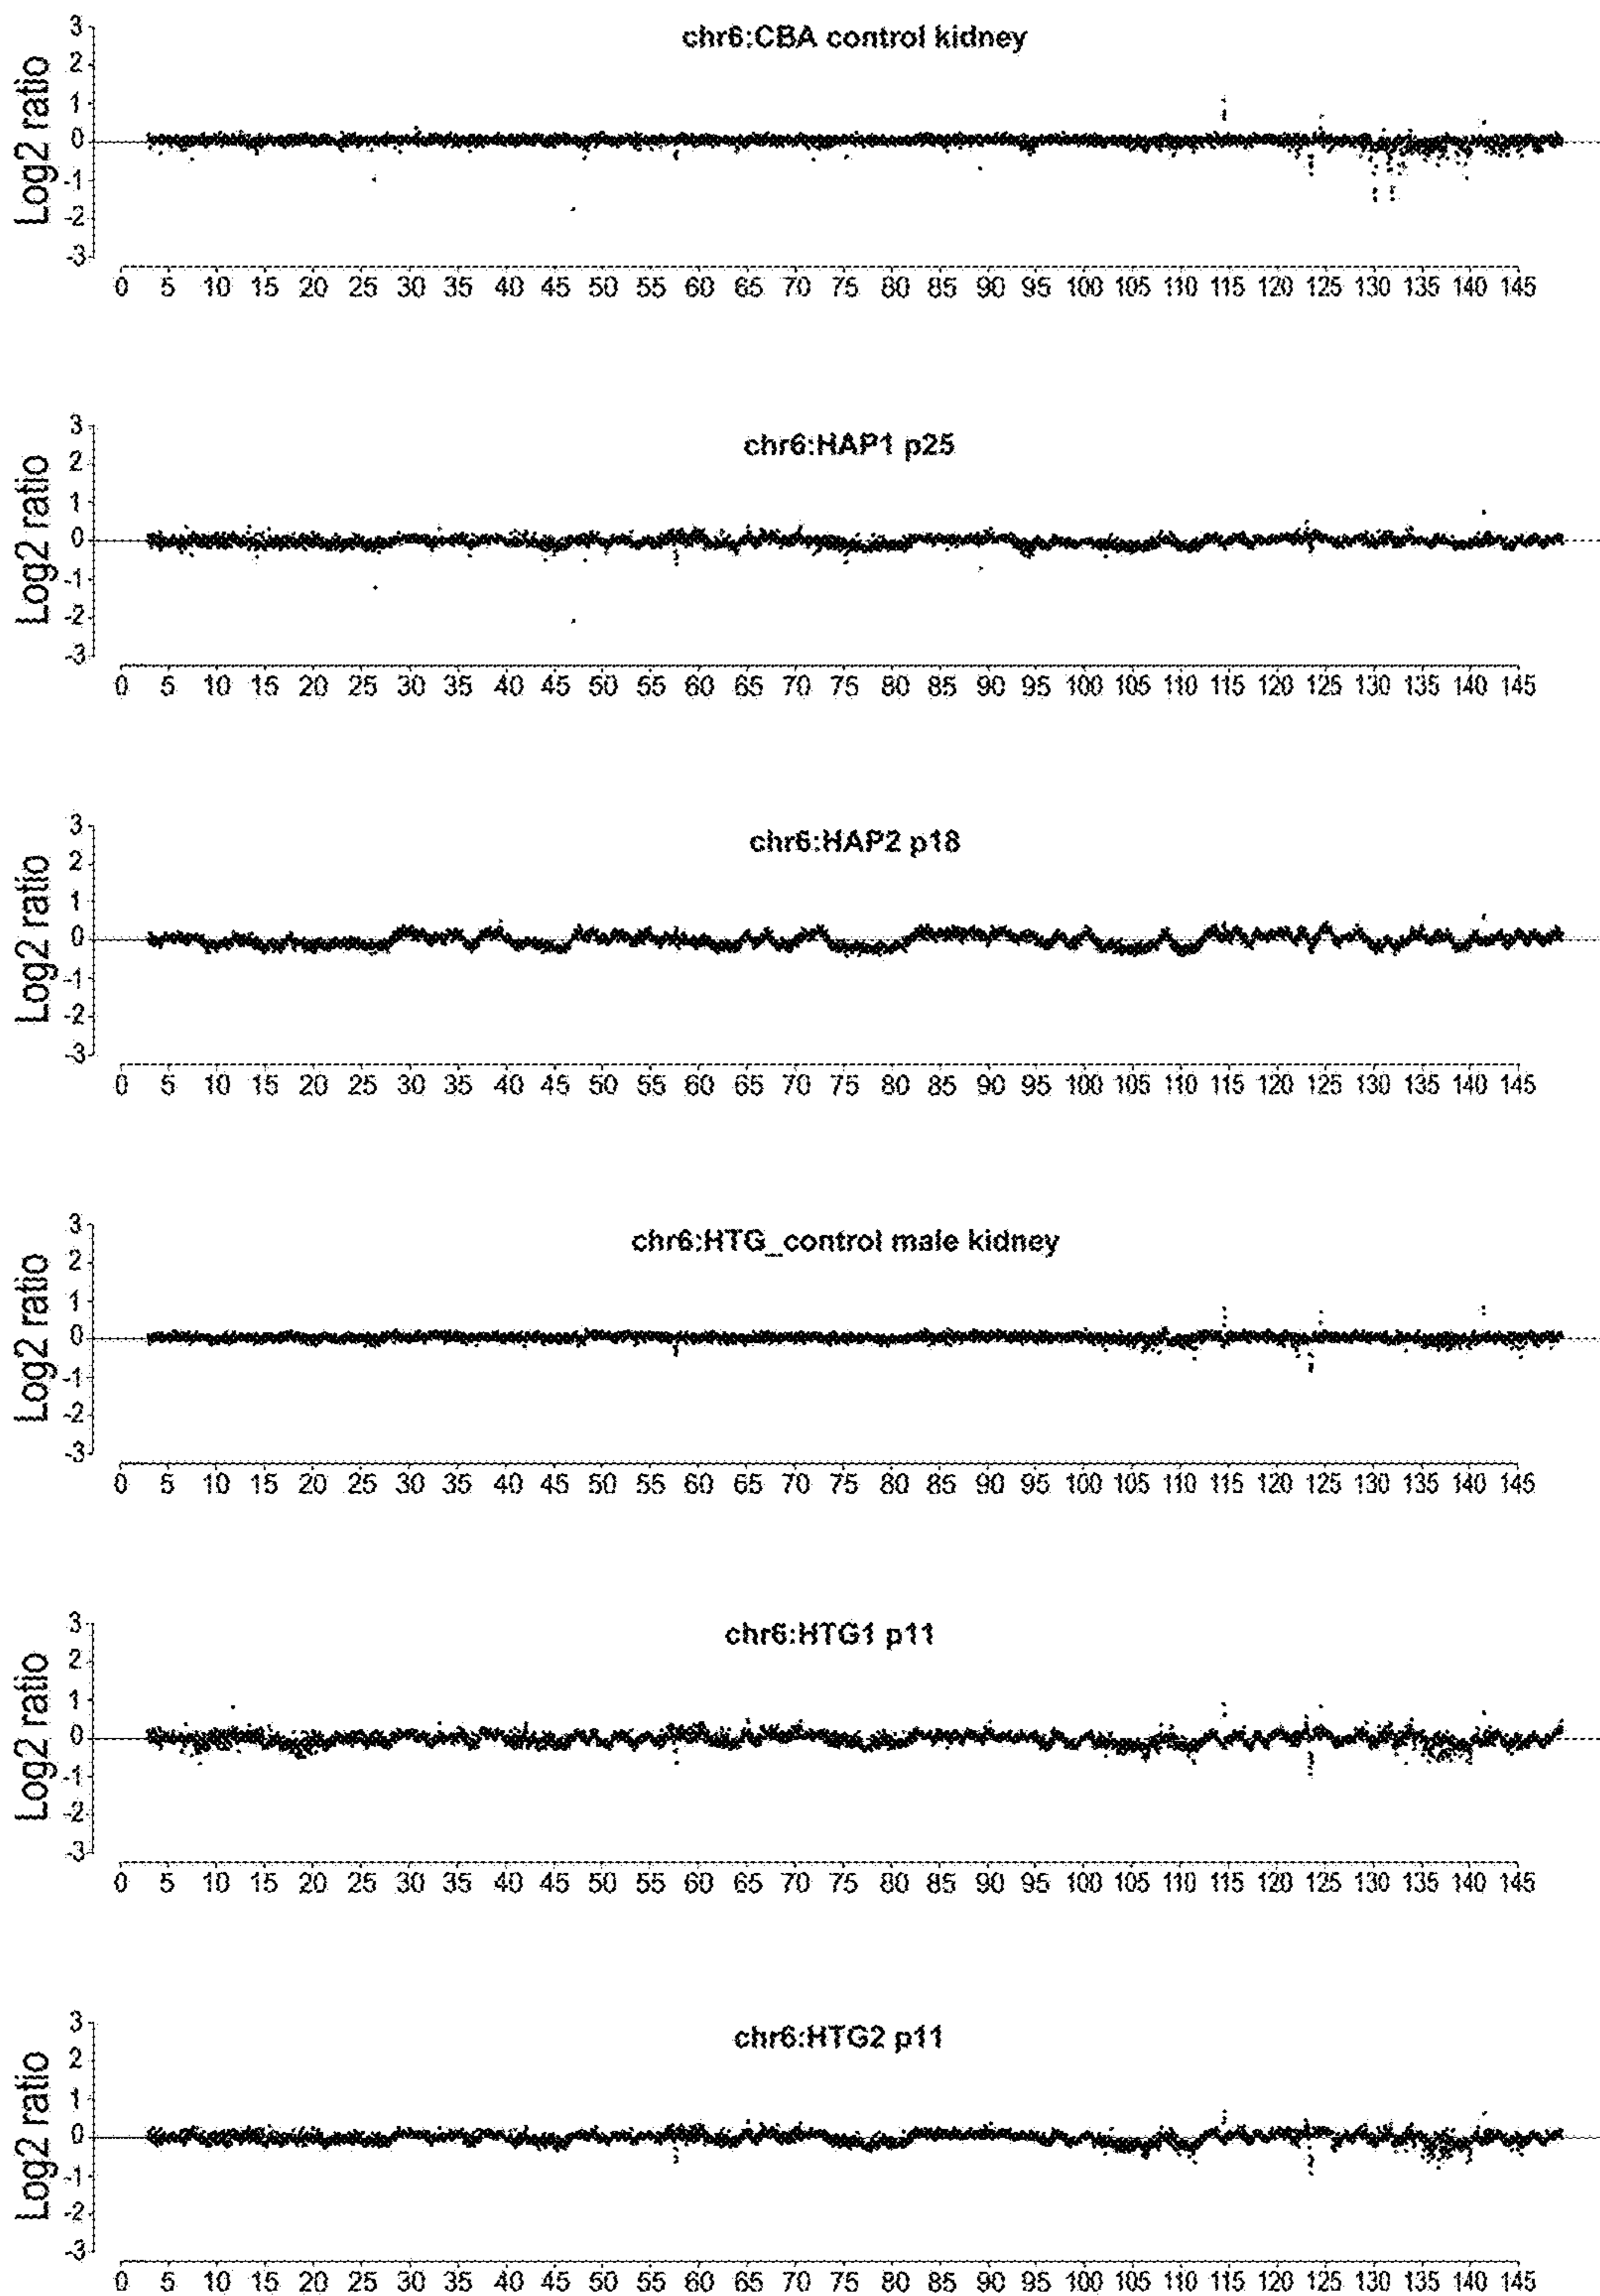 chr6:CBA control kidney
Log2 ratio
3
2
1
0
-1
-2
-3
0 5 10 15 20 25 30 35 40 45 50 55 60 65 70 75 80 85 90 95 100 105 110 115 120 125 130 135 140 145
chr6:HAP1 p25
Log2 ratio
3
2
1
0
-1
-2
-3
0 5 10 15 20 25 30 35 40 45 50 55 60 65 70 75 80 85 90 95 100 105 110 115 120 125 130 135 140 145
chr6:HAP2 p18
Log2 ratio
3
2
1
0
-1
-2
-3
0 5 10 15 20 25 30 35 40 45 50 55 60 65 70 75 80 85 90 95 100 105 110 115 120 125 130 135 140 145
chr6:HTG_control male kidney
Log2 ratio
3
2
1
0
-1
-2
-3
0 5 10 15 20 25 30 35 40 45 50 55 60 65 70 75 80 85 90 95 100 105 110 115 120 125 130 135 140 145
chr6:HTG1 p11
Log2 ratio
3
2
1
0
-1
-2
-3
0 5 10 15 20 25 30 35 40 45 50 55 60 65 70 75 80 85 90 95 100 105 110 115 120 125 130 135 140 145
chr6:HTG2 p11
Log2 ratio
3
2
1
0
-1
-2
-3
0 5 10 15 20 25 30 35 40 45 50 55 60 65 70 75 80 85 90 95 100 105 110 115 120 125 130 135 140 145